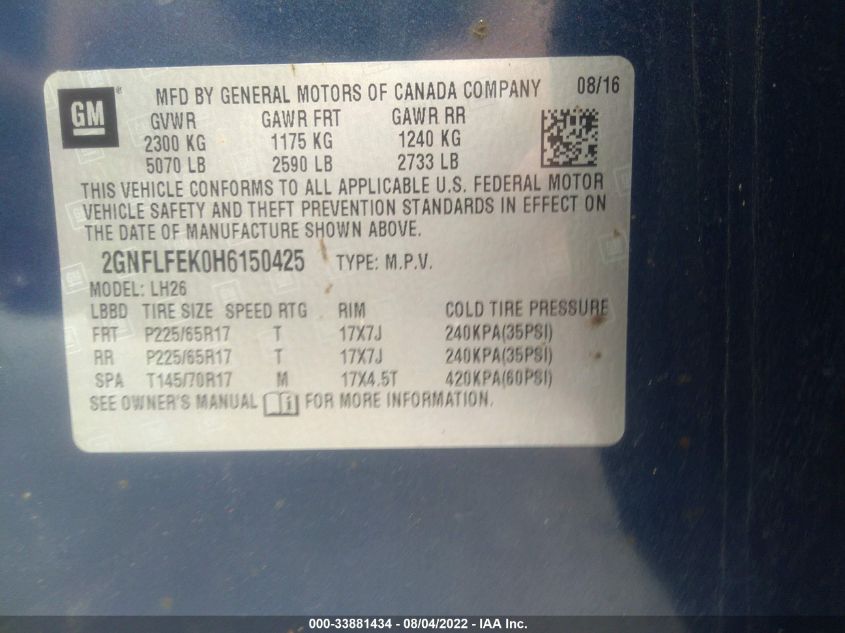 GM ® MFD BY GENERAL MOTORS OF CANADA COMPANY 08/16
GVWR GAWR FRT GAWR RR
2300 KG 1175 KG 1240 KG
5070 LB 2590 LB 2733 LB
THIS VEHICLE CONFORMS TO ALL APPLICABLE U.S. FEDERAL MOTOR
VEHICLE SAFETY AND THEFT PREVENTION STANDARDS IN EFFECT ON
THE DATE OF MANUFACTURE SHOWN ABOVE.
2GNFLFEK0H6150425 TYPE: M.P.V.
MODEL: LH26
LBBD TIRE SIZE SPEED RTG RIM COLD TIRE PRESSURE
FRT P225/65R17 T 17X7J 240KPA(35PSI)
RR P225/65R17 T 17X7J 240KPA(35PSI)
SPA T145/70R17 M 17X4.5T 420KPA(60PSI)
SEE OWNER'S MANUAL i FOR MORE INFORMATION.
000-33881434 - 08/04/2022 - IAA Inc.